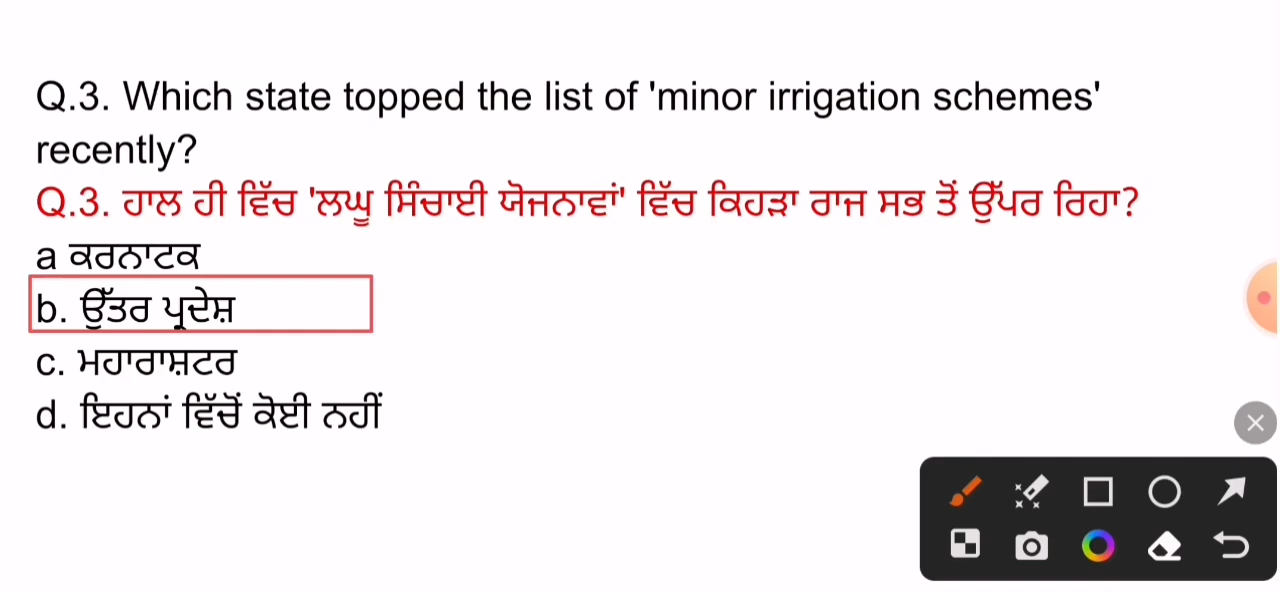 Q.3. Which state topped the list of 'minor irrigation schemes'
recently?
Q.3. ਹਾਲ ਹੀ ਵਿੱਚ 'ਲਘੂ ਸਿੰਚਾਈ ਯੋਜਨਾਵਾਂ' ਵਿੱਚ ਕਿਹੜਾ ਰਾਜ ਸਭ ਤੋਂ ਉੱਪਰ ਰਿਹਾ?
a ਕਰਨਾਟਕ
b. ਉੱਤਰ ਪ੍ਰਦੇਸ਼
c. ਮਹਾਰਾਸ਼ਟਰ
d. ਇਹਨਾਂ ਵਿੱਚੋਂ ਕੋਈ ਨਹੀਂ